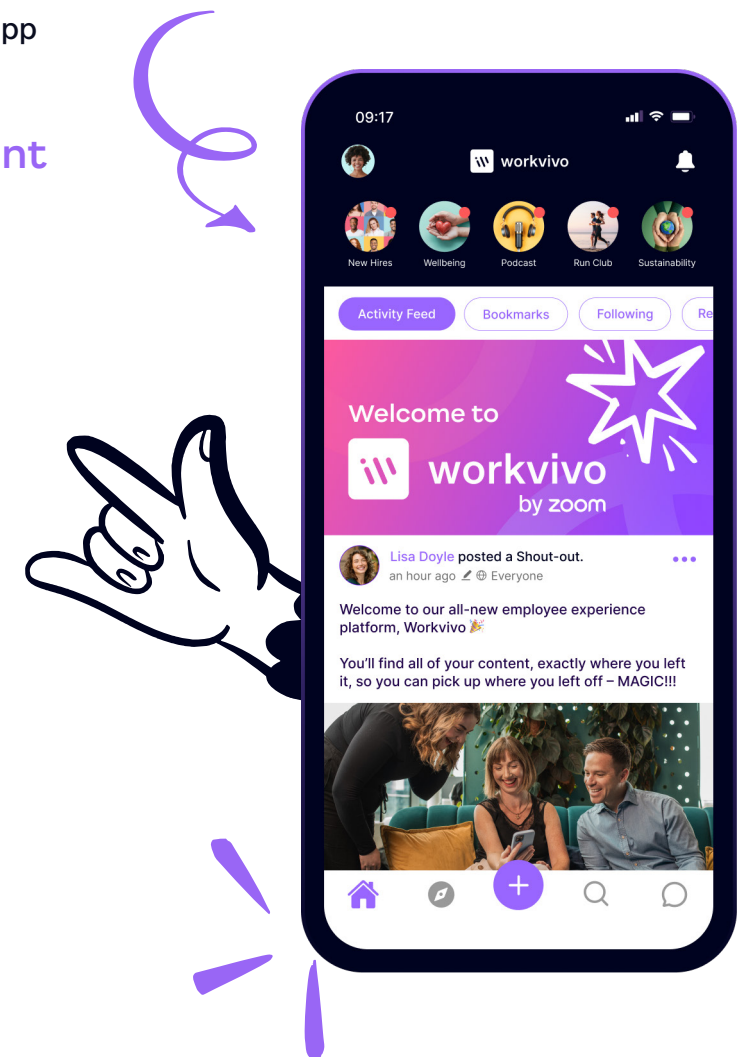 pp
nt
09:17
workvivo
New Hires
Wellbeing
Podcast
Run Club
Sustainability
Activity Feed
Bookmarks
Following
Re
Welcome to
workvivo
by zoom
Lisa Doyle posted a Shout-out.
an hour ago Everyone
Welcome to our all-new employee experience
platform, Workvivo 🎉
You’ll find all of your content, exactly where you left
it, so you can pick up where you left off – MAGIC!!!